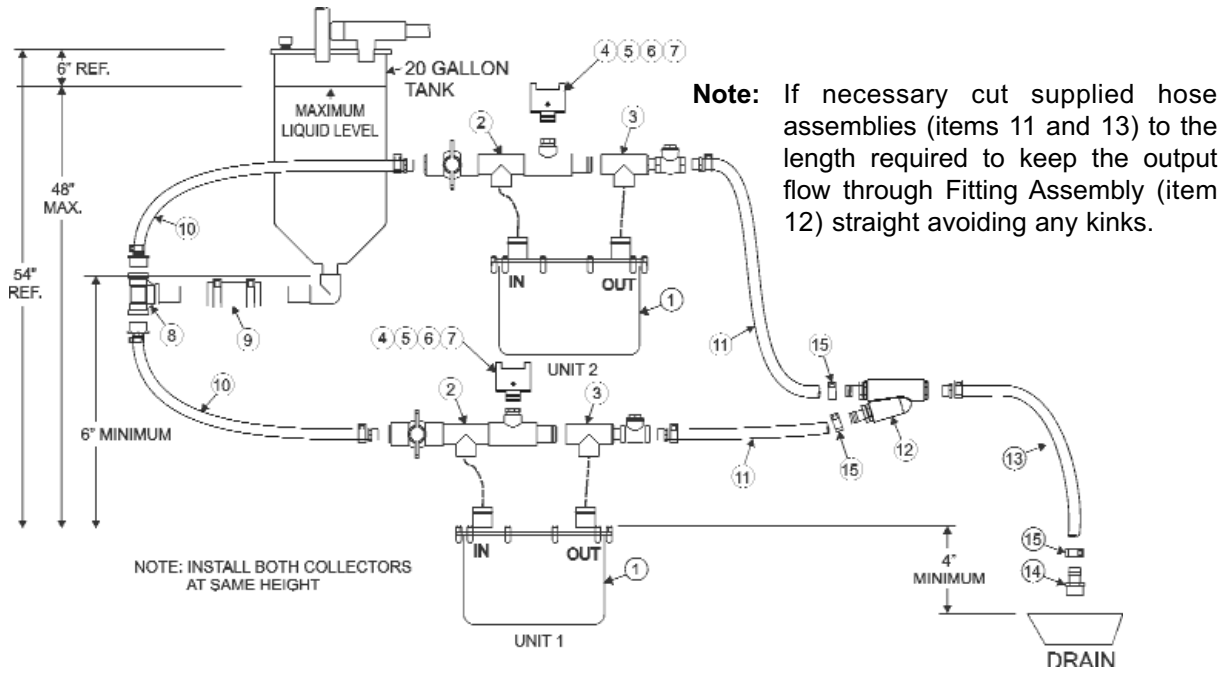 6" REF.
20 GALLON
TANK
MAXIMUM
LIQUID LEVEL
4 5 6 7
Note: If necessary cut supplied hose
assemblies (items 11 and 13) to the
length required to keep the output
flow through Fitting Assembly (item
12) straight avoiding any kinks.
2
3
48"
MAX.
10
54"
REF.
IN
OUT
8
9
1
11
15
UNIT 2
4 5 6 7
10
2
3
6" MINIMUM
15
12
11
13
IN
OUT
NOTE: INSTALL BOTH COLLECTORS
AT SAME HEIGHT
1
4"
MINIMUM
15
14
UNIT 1
DRAIN